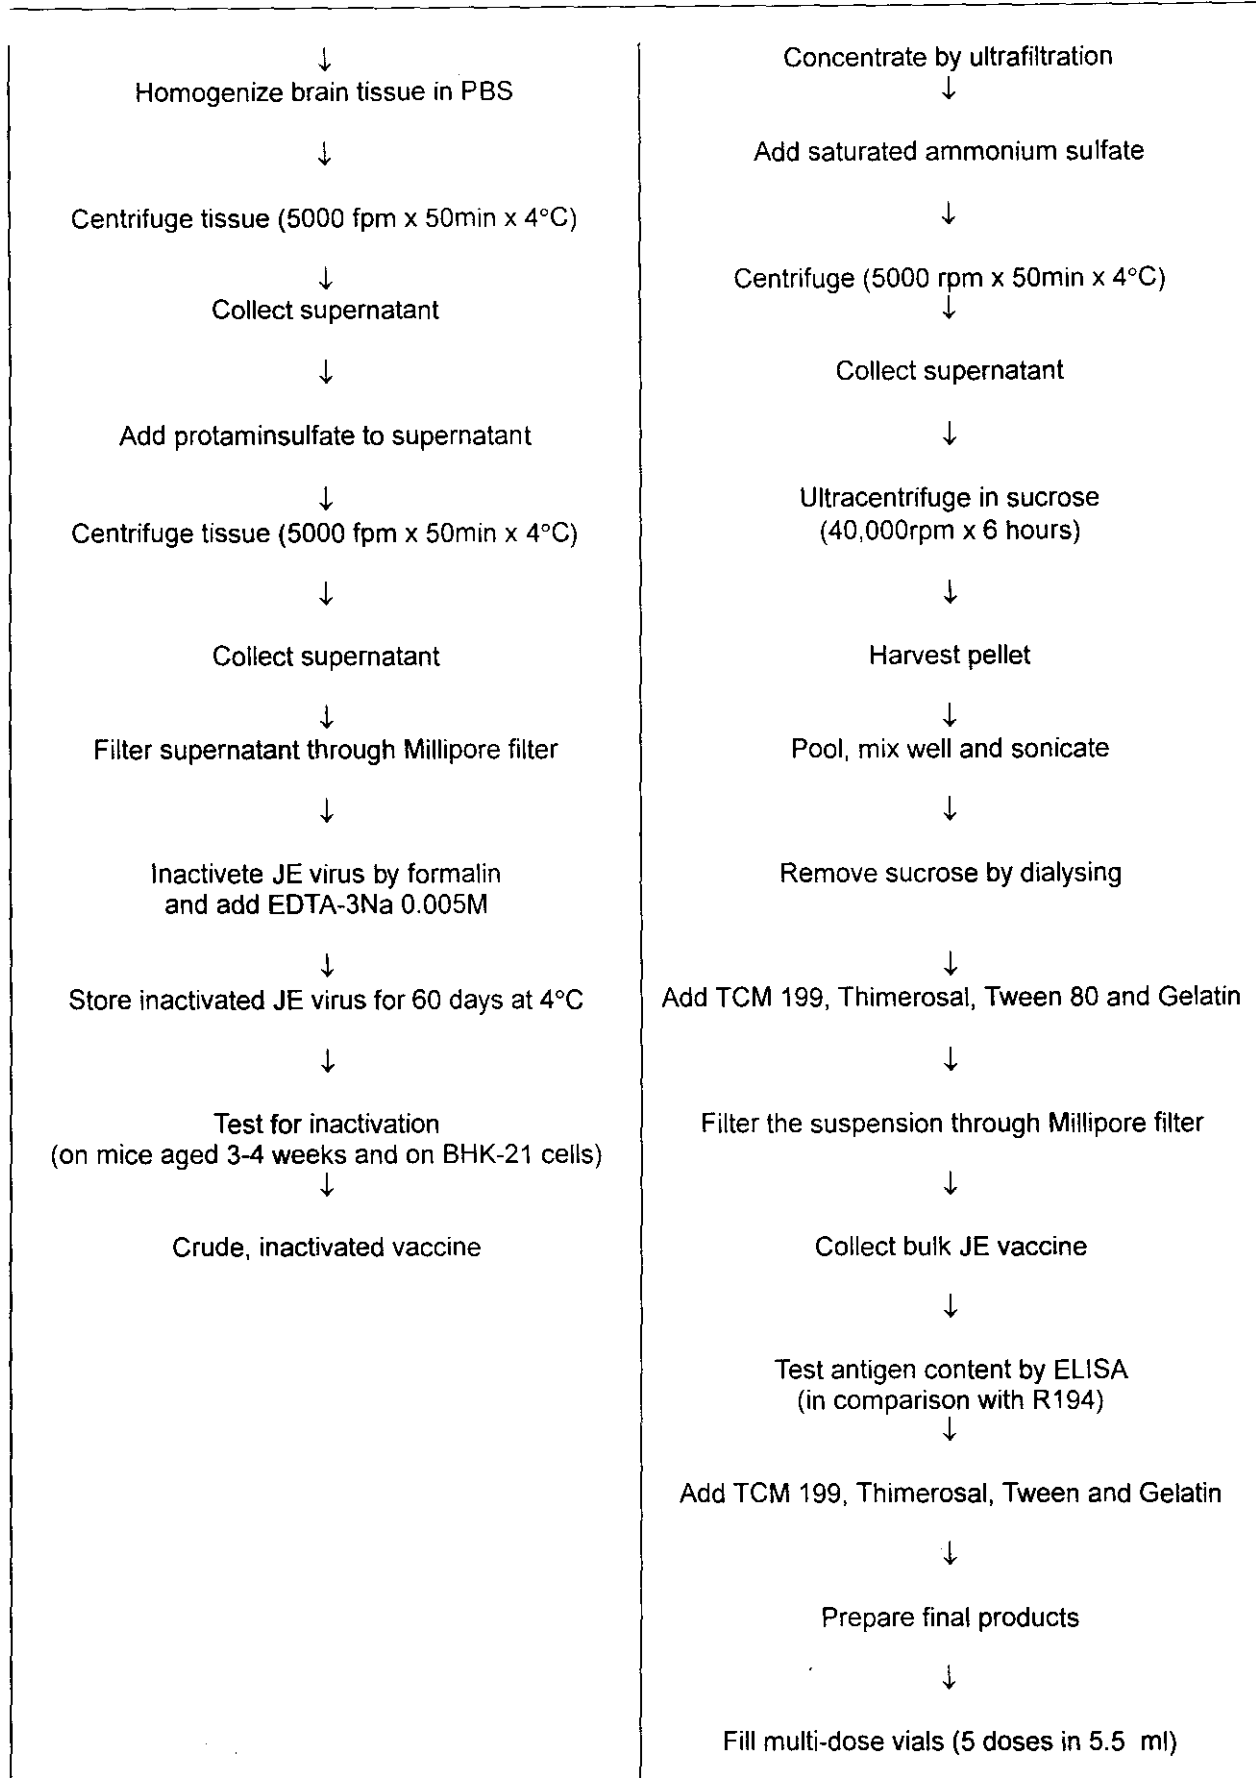 ↓
Homogenize brain tissue in PBS
↓
Centrifuge tissue (5000 fpm x 50min x 4°C)
↓
Collect supernatant
↓
Add protaminsulfate to supernatant
↓
Centrifuge tissue (5000 fpm x 50min x 4°C)
↓
Collect supernatant
↓
Filter supernatant through Millipore filter
↓
Inactivete JE virus by formalin
and add EDTA-3Na 0.005M
↓
Store inactivated JE virus for 60 days at 4°C
↓
Test for inactivation
(on mice aged 3-4 weeks and on BHK-21 cells)
↓
Crude, inactivated vaccine
Concentrate by ultrafiltration
↓
Add saturated ammonium sulfate
↓
Centrifuge (5000 rpm x 50min x 4°C)
↓
Collect supernatant
↓
Ultracentrifuge in sucrose
(40,000rpm x 6 hours)
↓
Harvest pellet
↓
Pool, mix well and sonicate
↓
Remove sucrose by dialysing
↓
Add TCM 199, Thimerosal, Tween 80 and Gelatin
↓
Filter the suspension through Millipore filter
↓
Collect bulk JE vaccine
↓
Test antigen content by ELISA
(in comparison with R194)
↓
Add TCM 199, Thimerosal, Tween and Gelatin
↓
Prepare final products
↓
Fill multi-dose vials (5 doses in 5.5 ml)